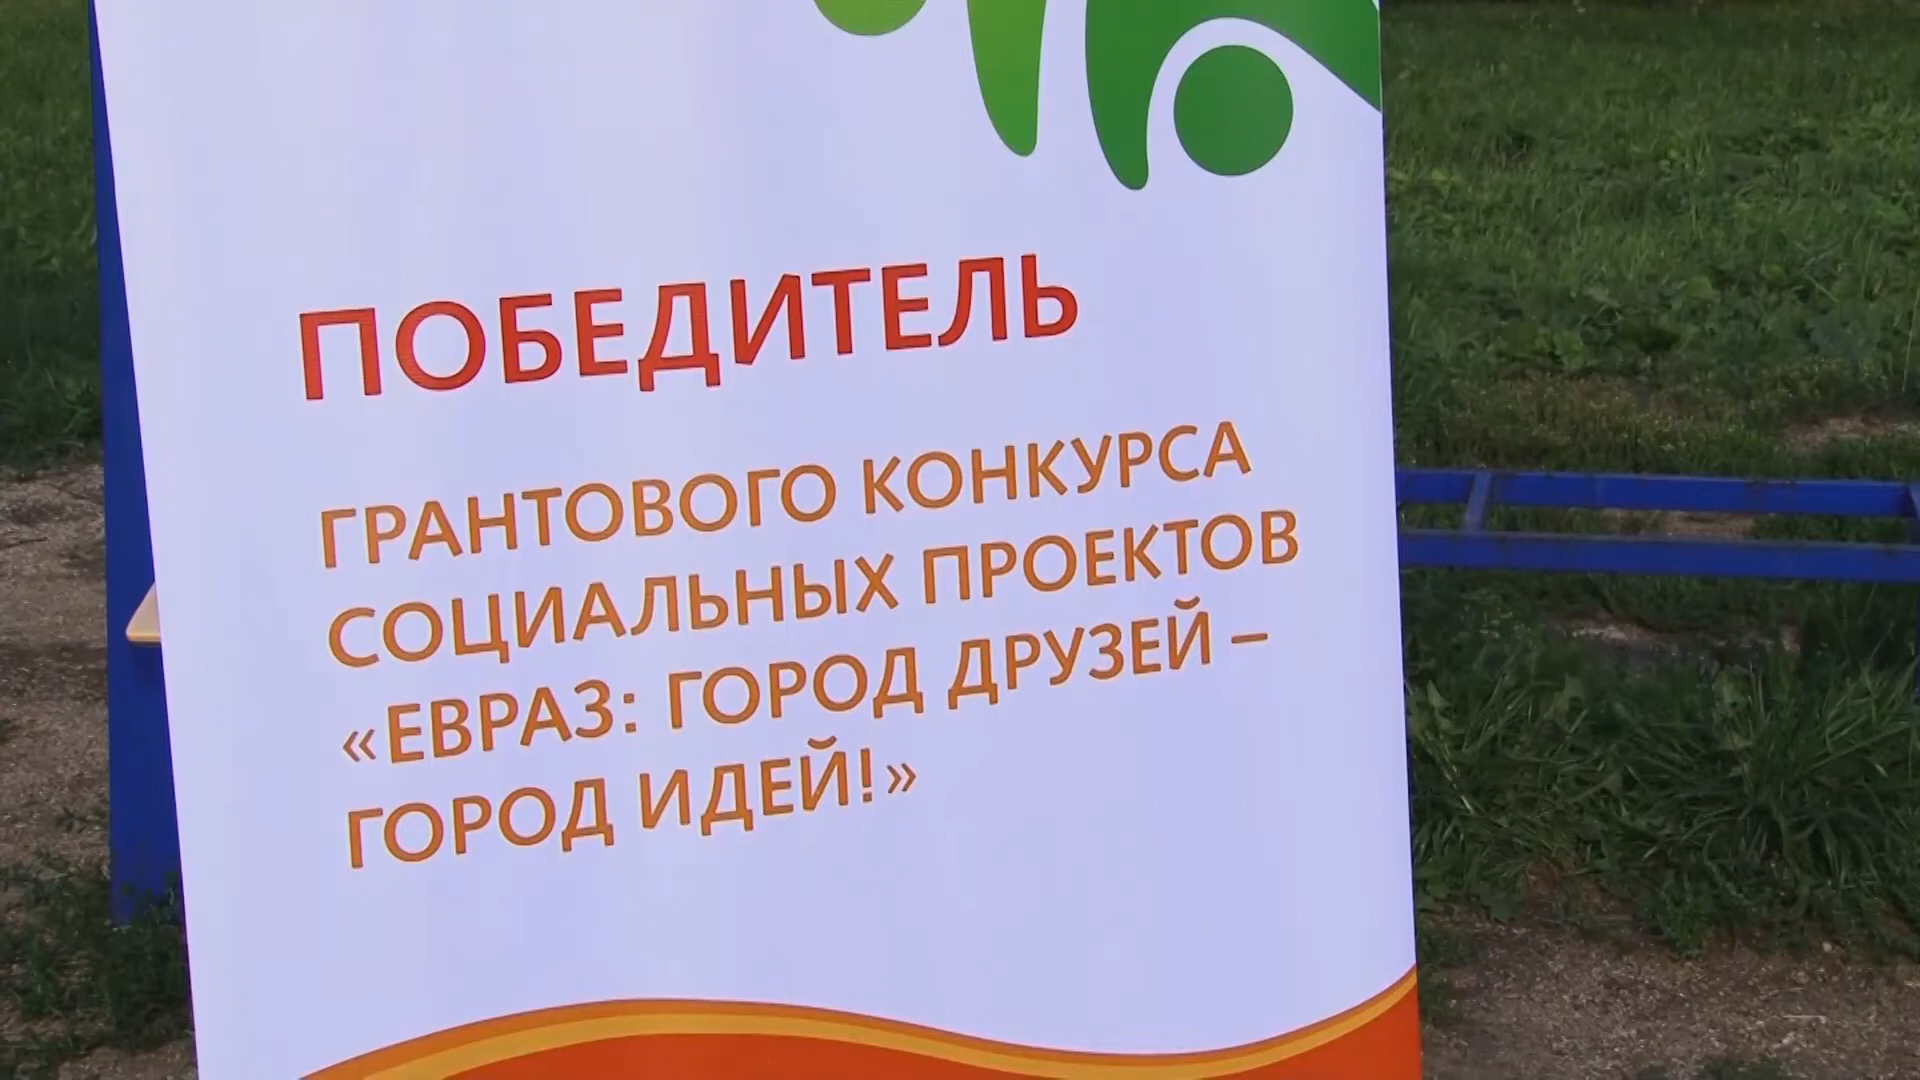 ПОБЕДИТЕЛЬ
ГРАНТОВОГО КОНКУРСА
СОЦИАЛЬНЫХ ПРОЕКТОВ
«ЕВРАЗ: ГОРОД ДРУЗЕЙ –
ГОРОД ИДЕЙ!»